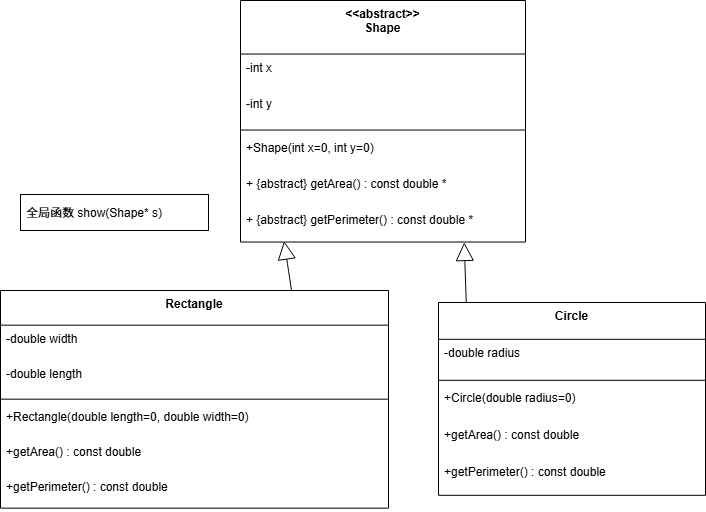 <<abstract>>
Shape
-int x
-int y
+Shape(int x=0, int y=0)
+ {abstract} getArea() : const double *
+ {abstract} getPerimeter() : const double *
全局函数 show(Shape* s)
Rectangle
-double width
-double length
+Rectangle(double length=0, double width=0)
+getArea() : const double
+getPerimeter() : const double
Circle
-double radius
+Circle(double radius=0)
+getArea() : const double
+getPerimeter() : const double